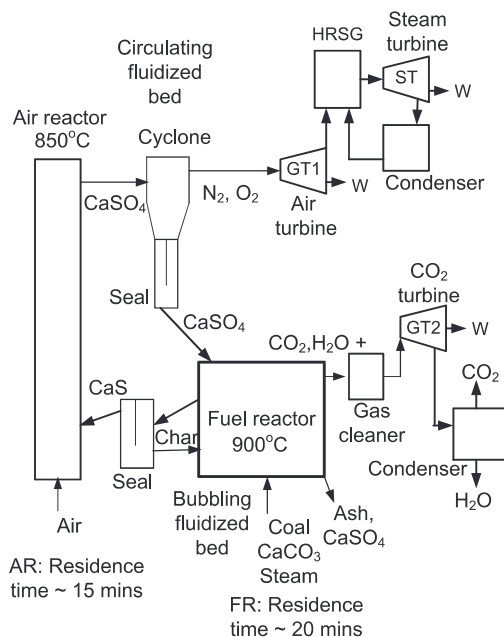 Steam
turbine
HRSG
ST
W
Condenser
Circulating
fluidized
bed
Air reactor
850°C
Cyclone
CaSO₄
N₂, O₂
GT1
W
Air
turbine
Seal
CaSO₄
CO₂
turbine
GT2
W
CO₂,H₂O +
Gas
cleaner
CO₂
Condenser
H₂O
CaS
Char
Seal
Fuel reactor
900°C
Bubbling
fluidized
bed
Air
Coal
CaCO₃
Steam
Ash,
CaSO₄
AR: Residence
time ~ 15 mins
FR: Residence
time ~ 20 mins